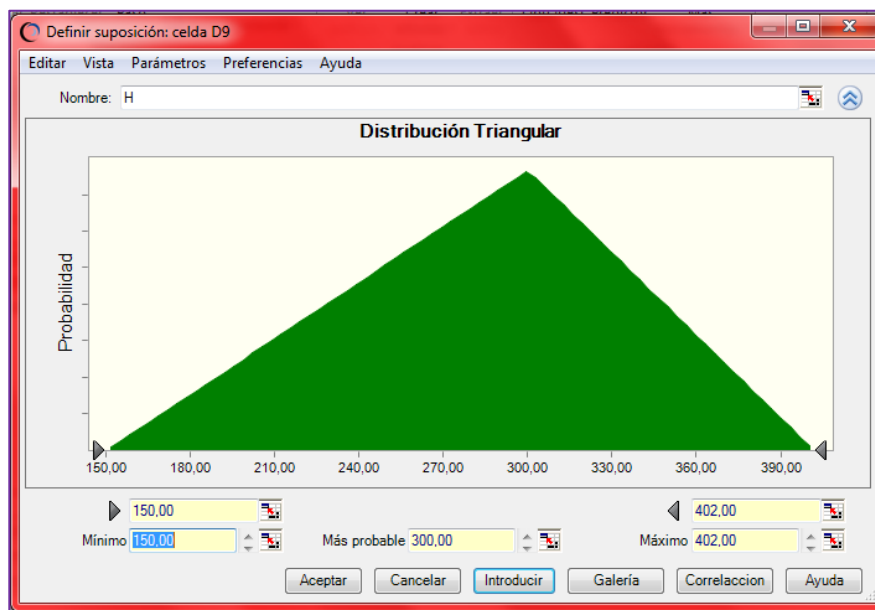 Definir suposición: celda D9
Editar Vista Parámetros Preferencias Ayuda
Nombre: H
Distribución Triangular
Probabilidad
150,00 180,00 210,00 240,00 270,00 300,00 330,00 360,00 390,00
150,00 402,00
Mínimo 150,00 Más probable 300,00 Máximo 402,00
Aceptar Cancelar Introducir Galería Correlaccion Ayuda